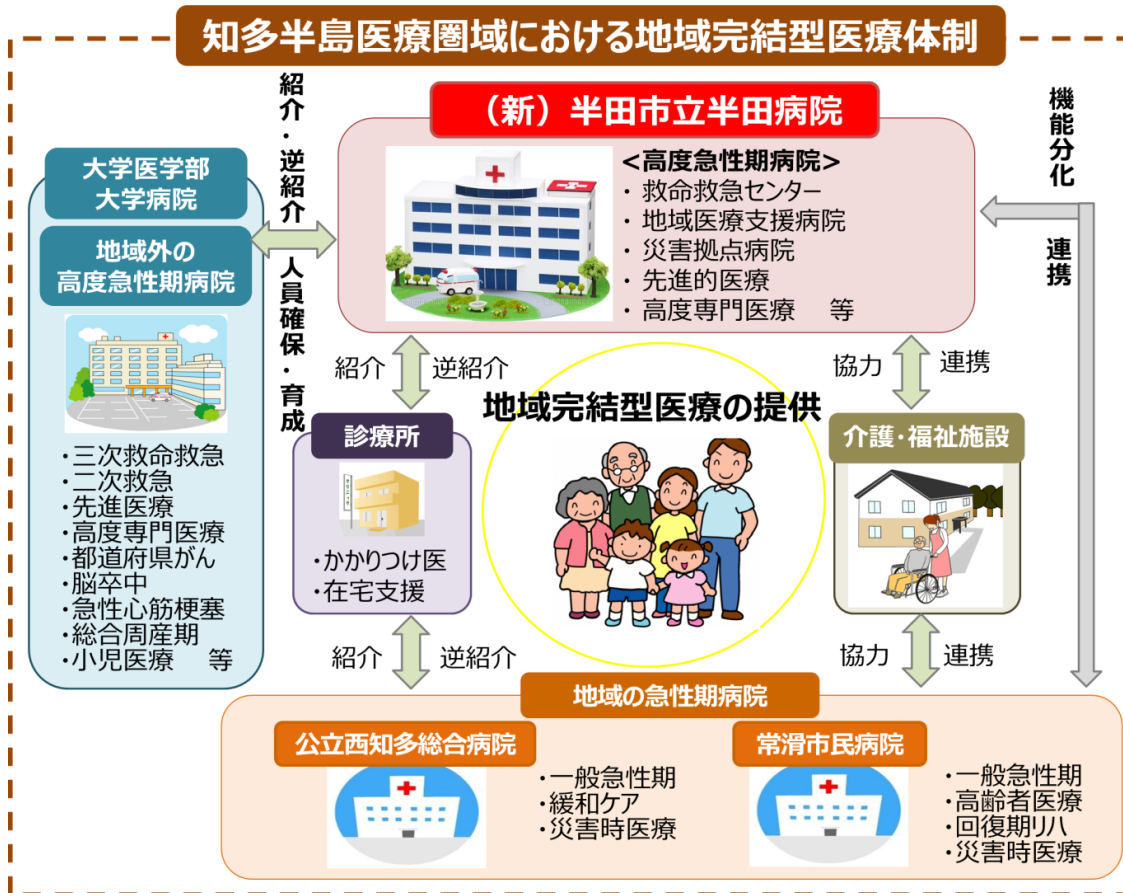 知多半島医療圏域における地域完結型医療体制
紹介・逆紹介 人員確保・育成
大学医学部
大学病院
地域外の
高度急性期病院
・三次救命救急
・二次救急
・先進医療
・高度専門医療
・都道府県がん
・脳卒中
・急性心筋梗塞
・総合周産期
・小児医療 等
（新）半田市立半田病院
<高度急性期病院>
・ 救命救急センター
・ 地域医療支援病院
・ 災害拠点病院
・ 先進的医療
・ 高度専門医療 等
機能分化 連携
紹介 逆紹介
協力 連携
地域完結型医療の提供
診療所
・かかりつけ医
・在宅支援
介護・福祉施設
紹介 逆紹介
協力 連携
地域の急性期病院
公立西知多総合病院
・一般急性期
・緩和ケア
・災害時医療
常滑市民病院
・一般急性期
・高齢者医療
・回復期リハ
・災害時医療